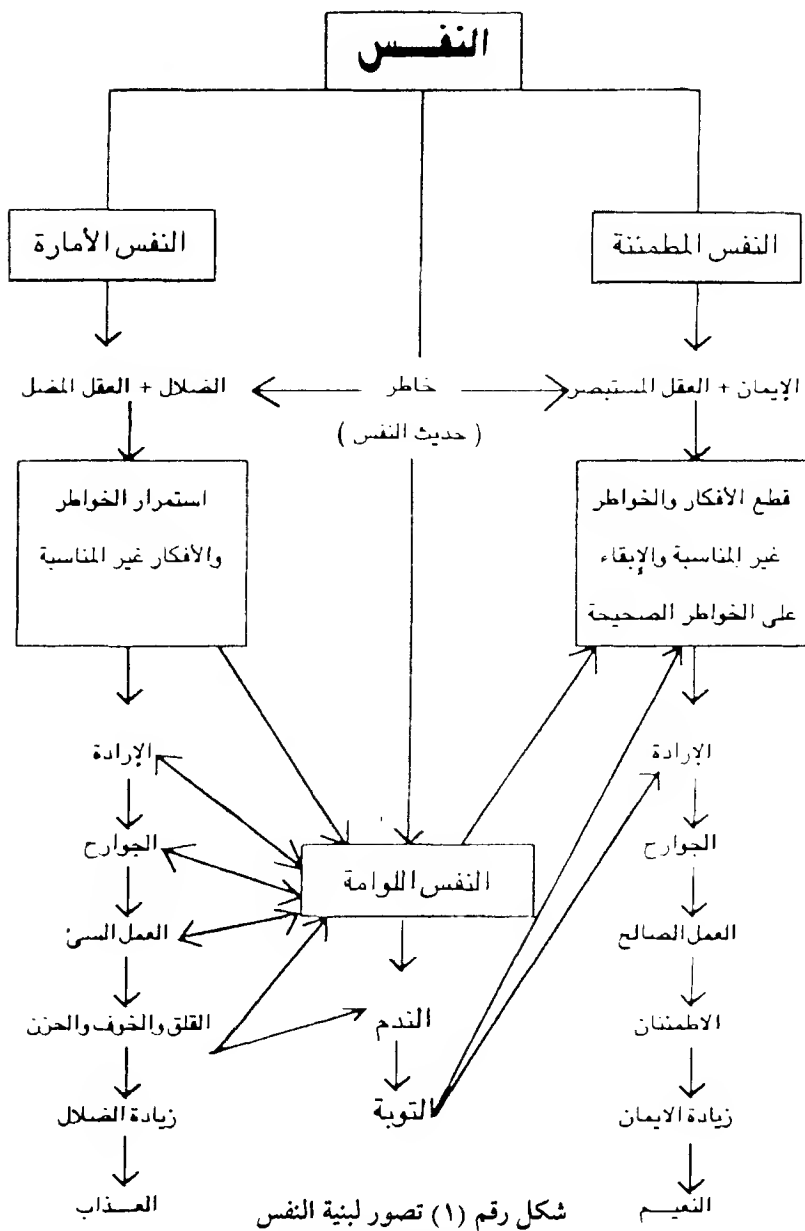 النفس
النفس المطمئنة
النفس الأمارة
الإيمان + العقل المستبصر
خاطر
الضلال + العقل المضل
( حديث النفس )
قطع الأفكار والخواطر
غير المناسبة والإبقاء
على الخواطر الصحيحة
استمرار الخواطر
والأفكار غير المناسبة
الإرادة
الإرادة
الجوارح
النفس اللوامة
الجوارح
العمل الصالح
العمل السئ
الاطمئنان
الندم
القلق والخوف والحزن
زيادة الايمان
التوبة
زيادة الضلال
النعيم
العذاب
شكل رقم (١) تصور لبنية النفس